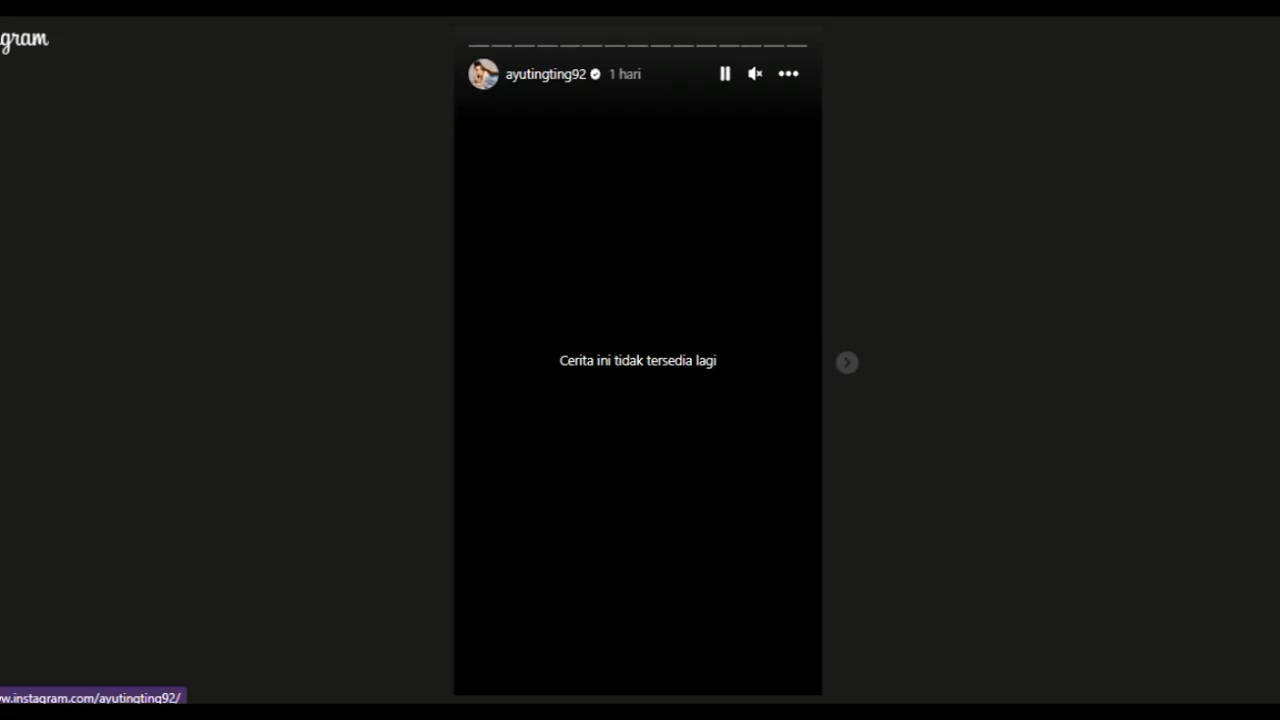 gram
ayutingting92 1 hari
Cerita ini tidak tersedia lagi
w.instagram.com/ayutingting92/